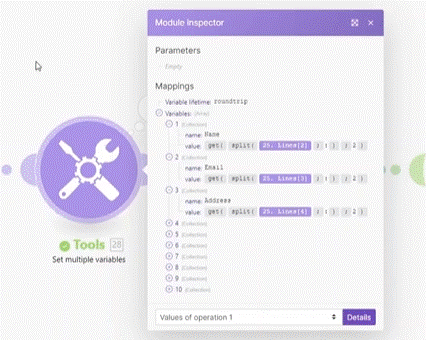 Module Inspector
Parameters
Empty
Mappings
Variable lifetime: roundtrip
Variables: (Array)
1 (Collection)
name: Name
value: get( split( 25. Lines[2] ; : ) ; 2 )
2 (Collection)
name: Email
value: get( split( 25. Lines[3] ; : ) ; 2 )
3 (Collection)
name: Address
value: get( split( 25. Lines[4] ; : ) ; 2 )
4 (Collection)
5 (Collection)
6 (Collection)
7 (Collection)
8 (Collection)
9 (Collection)
10 (Collection)
Tools 28
Set multiple variables
Values of operation 1
Details